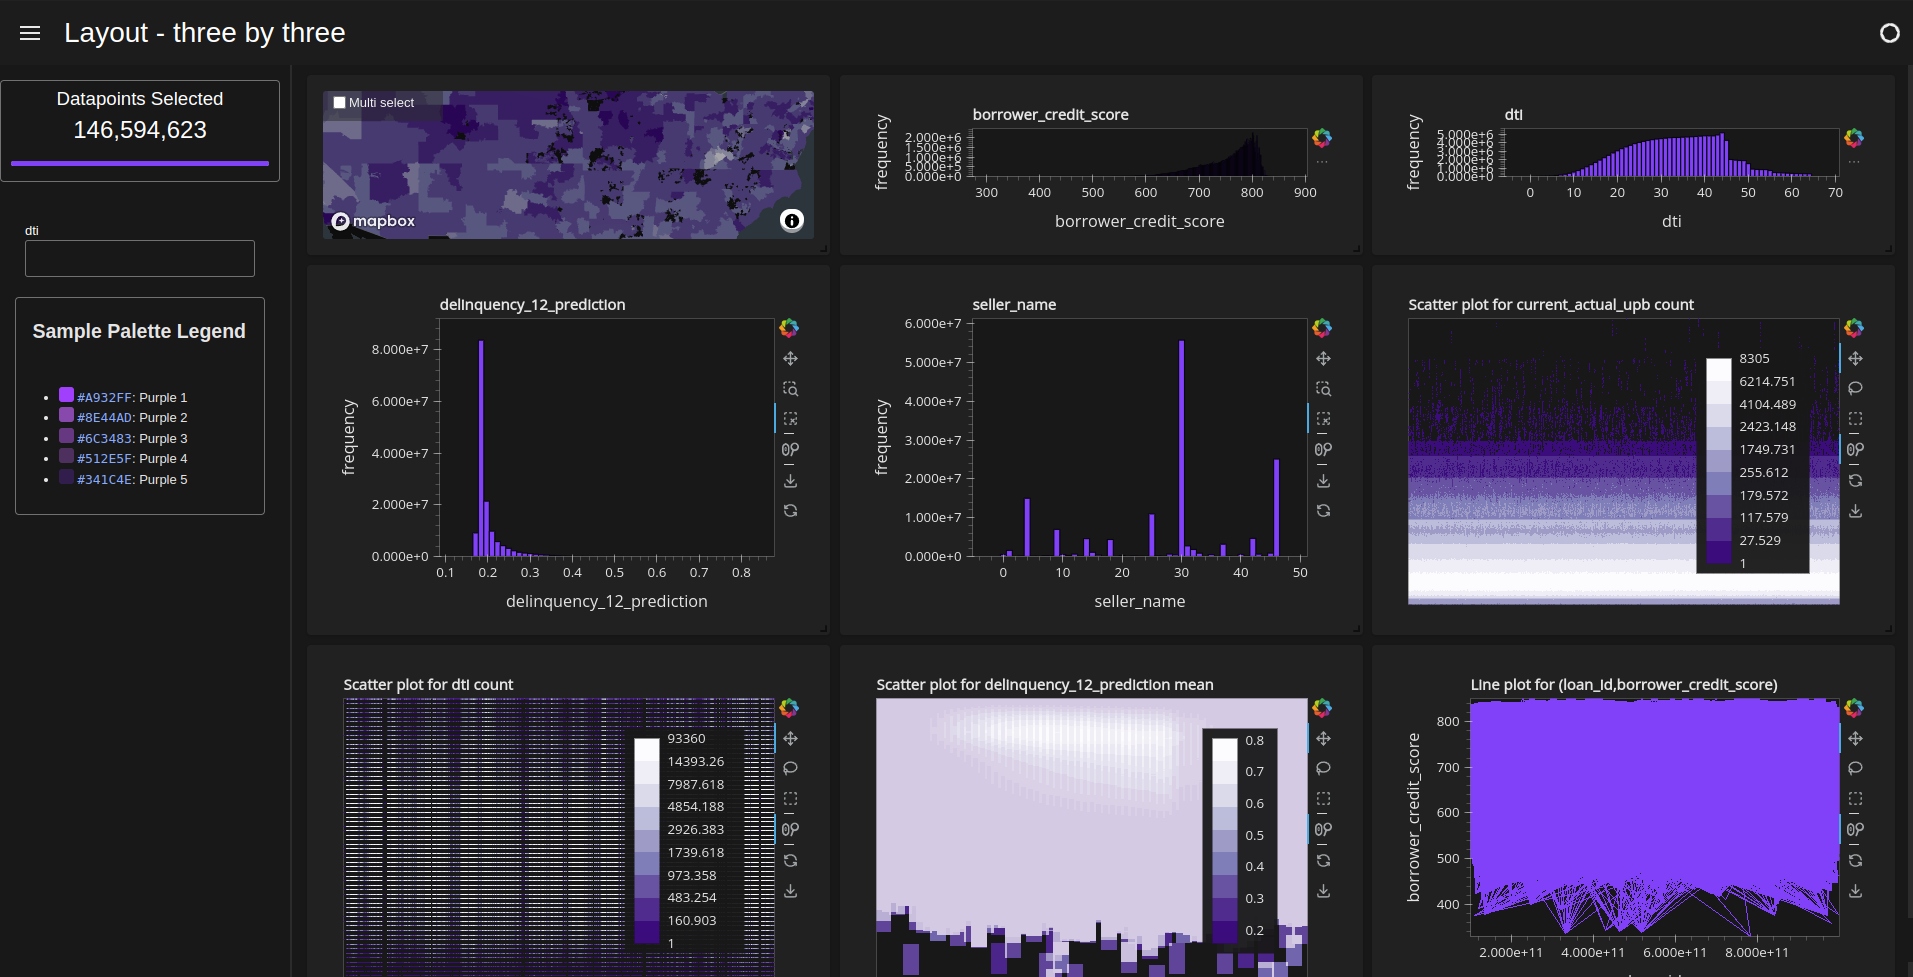 Layout - three by three
Datapoints Selected
146,594,623
dti
Sample Palette Legend
#A932FF: Purple 1
#8E44AD: Purple 2
#6C3483: Purple 3
#512E5F: Purple 4
#341C4E: Purple 5
Multi select
mapbox
borrower_credit_score
frequency
2.000e+6
1.500e+6
1.000e+6
5.000e+5
0.000e+0
300 400 500 600 700 800 900
borrower_credit_score
dti
frequency
5.000e+6
4.000e+6
3.000e+6
2.000e+6
1.000e+6
0.000e+0
0 10 20 30 40 50 60 70
dti
delinquency_12_prediction
frequency
8.000e+7
6.000e+7
4.000e+7
2.000e+7
0.000e+0
0.1 0.2 0.3 0.4 0.5 0.6 0.7 0.8
delinquency_12_prediction
seller_name
frequency
6.000e+7
5.000e+7
4.000e+7
3.000e+7
2.000e+7
1.000e+7
0.000e+0
0 10 20 30 40 50
seller_name
Scatter plot for current_actual_upb count
8305
6214.751
4104.489
2423.148
1749.731
255.612
179.572
117.579
27.529
1
Scatter plot for dti count
93360
14393.26
7987.618
4854.188
2926.383
1739.618
973.358
483.254
160.903
1
Scatter plot for delinquency_12_prediction mean
0.8
0.7
0.6
0.5
0.4
0.3
0.2
Line plot for (loan_id,borrower_credit_score)
borrower_credit_score
800
700
600
500
400
2.000e+11 4.000e+11 6.000e+11 8.000e+11